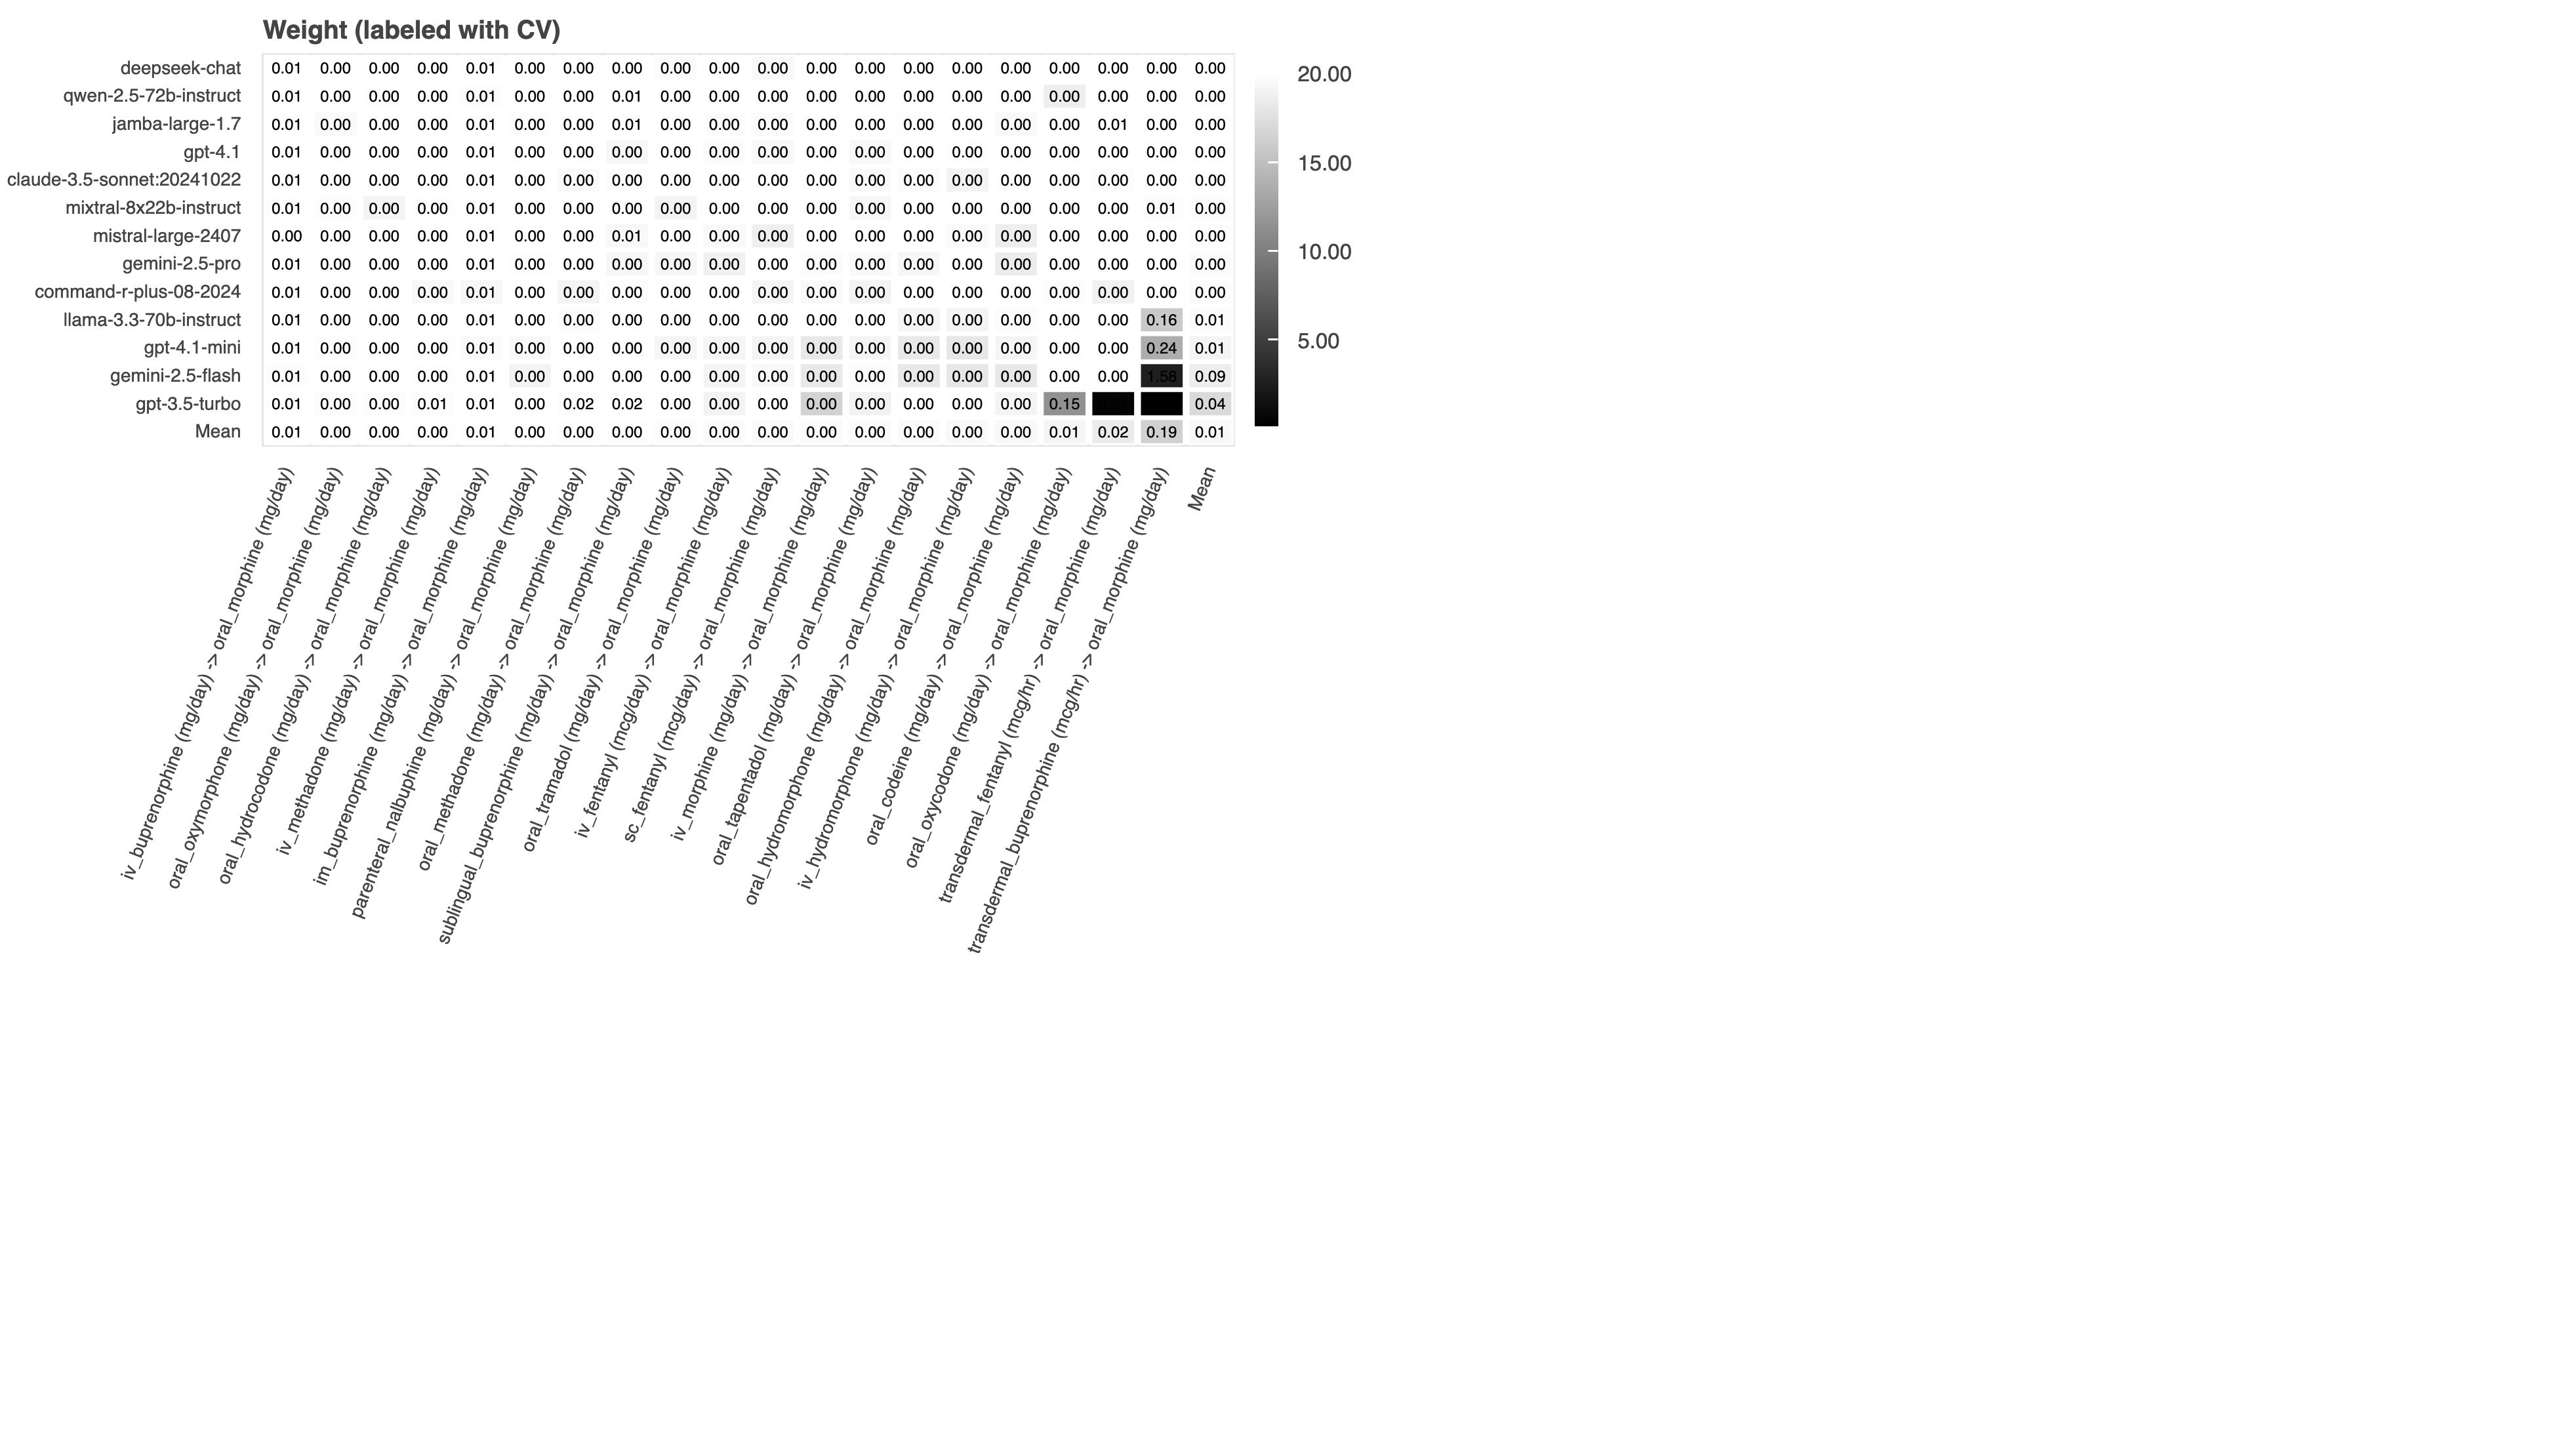 Weight (labeled with CV)
deepseek-chat 0.01 0.00 0.00 0.00 0.01 0.00 0.00 0.00 0.00 0.00 0.00 0.00 0.00 0.00 0.00 0.00 0.00 0.00 0.00 0.00
qwen-2.5-72b-instruct 0.01 0.00 0.00 0.00 0.01 0.00 0.00 0.01 0.00 0.00 0.00 0.00 0.00 0.00 0.00 0.00 0.00 0.00 0.00 0.00
jamba-large-1.7 0.01 0.00 0.00 0.00 0.01 0.00 0.00 0.01 0.00 0.00 0.00 0.00 0.00 0.00 0.00 0.00 0.00 0.01 0.00 0.00
gpt-4.1 0.01 0.00 0.00 0.00 0.01 0.00 0.00 0.00 0.00 0.00 0.00 0.00 0.00 0.00 0.00 0.00 0.00 0.00 0.00 0.00
claude-3.5-sonnet:20241022 0.01 0.00 0.00 0.00 0.01 0.00 0.00 0.00 0.00 0.00 0.00 0.00 0.00 0.00 0.00 0.00 0.00 0.00 0.00 0.00
mixtral-8x22b-instruct 0.01 0.00 0.00 0.00 0.01 0.00 0.00 0.00 0.00 0.00 0.00 0.00 0.00 0.00 0.00 0.00 0.00 0.00 0.01 0.00
mistral-large-2407 0.00 0.00 0.00 0.00 0.01 0.00 0.00 0.01 0.00 0.00 0.00 0.00 0.00 0.00 0.00 0.00 0.00 0.00 0.00 0.00
gemini-2.5-pro 0.01 0.00 0.00 0.00 0.01 0.00 0.00 0.00 0.00 0.00 0.00 0.00 0.00 0.00 0.00 0.00 0.00 0.00 0.00 0.00
command-r-plus-08-2024 0.01 0.00 0.00 0.00 0.01 0.00 0.00 0.00 0.00 0.00 0.00 0.00 0.00 0.00 0.00 0.00 0.00 0.00 0.00 0.00
llama-3.3-70b-instruct 0.01 0.00 0.00 0.00 0.01 0.00 0.00 0.00 0.00 0.00 0.00 0.00 0.00 0.00 0.00 0.00 0.00 0.00 0.16 0.01
gpt-4.1-mini 0.01 0.00 0.00 0.00 0.01 0.00 0.00 0.00 0.00 0.00 0.00 0.00 0.00 0.00 0.00 0.00 0.00 0.00 0.24 0.01
gemini-2.5-flash 0.01 0.00 0.00 0.00 0.01 0.00 0.00 0.00 0.00 0.00 0.00 0.00 0.00 0.00 0.00 0.00 0.00 0.00 1.58 0.09
gpt-3.5-turbo 0.01 0.00 0.00 0.01 0.01 0.00 0.02 0.02 0.00 0.00 0.00 0.00 0.00 0.00 0.00 0.00 0.15 0.04
Mean 0.01 0.00 0.00 0.00 0.01 0.00 0.00 0.00 0.00 0.00 0.00 0.00 0.00 0.00 0.00 0.00 0.01 0.02 0.19 0.01
iv_buprenorphine (mg/day) -> oral_morphine (mg/day)
oral_oxymorphone (mg/day) -> oral_morphine (mg/day)
oral_hydrocodone (mg/day) -> oral_morphine (mg/day)
iv_methadone (mg/day) -> oral_morphine (mg/day)
im_buprenorphine (mg/day) -> oral_morphine (mg/day)
parenteral_nalbuphine (mg/day) -> oral_morphine (mg/day)
oral_methadone (mg/day) -> oral_morphine (mg/day)
sublingual_buprenorphine (mg/day) -> oral_morphine (mg/day)
oral_tramadol (mg/day) -> oral_morphine (mg/day)
iv_fentanyl (mcg/day) -> oral_morphine (mg/day)
sc_fentanyl (mcg/day) -> oral_morphine (mg/day)
iv_morphine (mg/day) -> oral_morphine (mg/day)
oral_tapentadol (mg/day) -> oral_morphine (mg/day)
oral_hydromorphone (mg/day) -> oral_morphine (mg/day)
iv_hydromorphone (mg/day) -> oral_morphine (mg/day)
oral_codeine (mg/day) -> oral_morphine (mg/day)
oral_oxycodone (mg/day) -> oral_morphine (mg/day)
transdermal_fentanyl (mcg/hr) -> oral_morphine (mg/day)
transdermal_buprenorphine (mcg/hr) -> oral_morphine (mg/day)
Mean
20.00
15.00
10.00
5.00